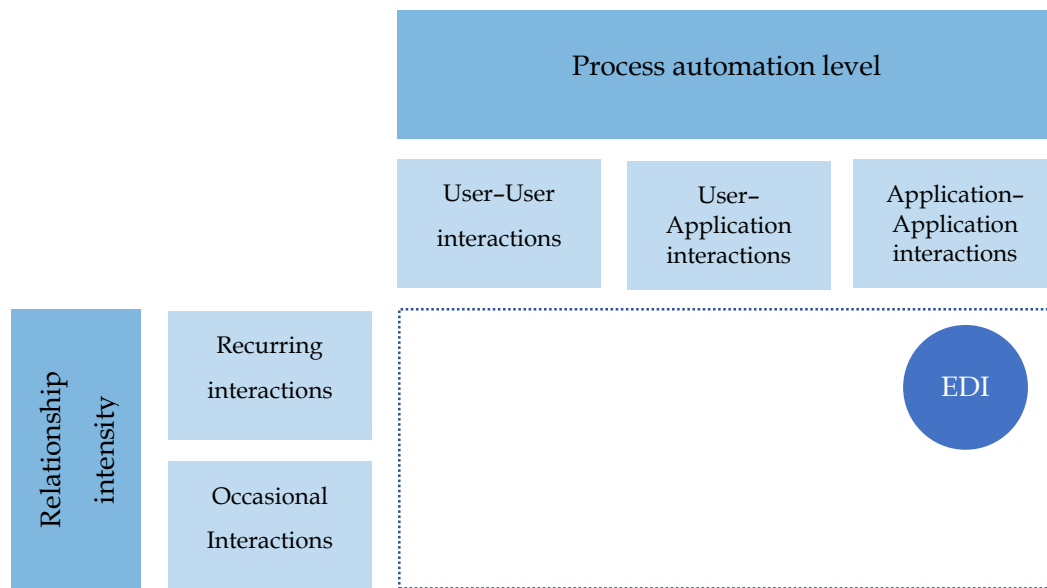 Process automation level
User–User
interactions
User–
Application
interactions
Application–
Application
interactions
Relationship
intensity
Recurring
interactions
EDI
Occasional
Interactions